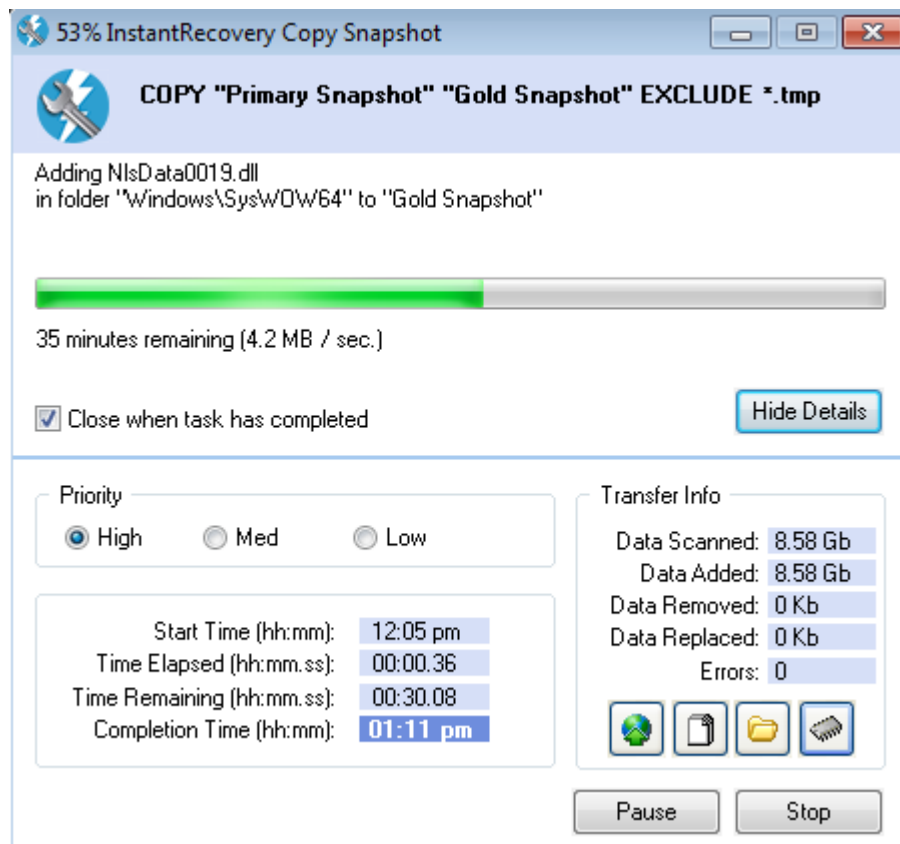 53% InstantRecovery Copy Snapshot
COPY "Primary Snapshot" "Gold Snapshot" EXCLUDE *.tmp
Adding NlsData0019.dll
in folder "Windows\SysWOW64" to "Gold Snapshot"
35 minutes remaining (4.2 MB / sec.)
Close when task has completed
Hide Details
Priority
High Med Low
Start Time (hh:mm): 12:05 pm
Time Elapsed (hh:mm.ss): 00:00.36
Time Remaining (hh:mm.ss): 00:30.08
Completion Time (hh:mm): 01:11 pm
Transfer Info
Data Scanned: 8.58 Gb
Data Added: 8.58 Gb
Data Removed: 0 Kb
Data Replaced: 0 Kb
Errors: 0
Pause Stop